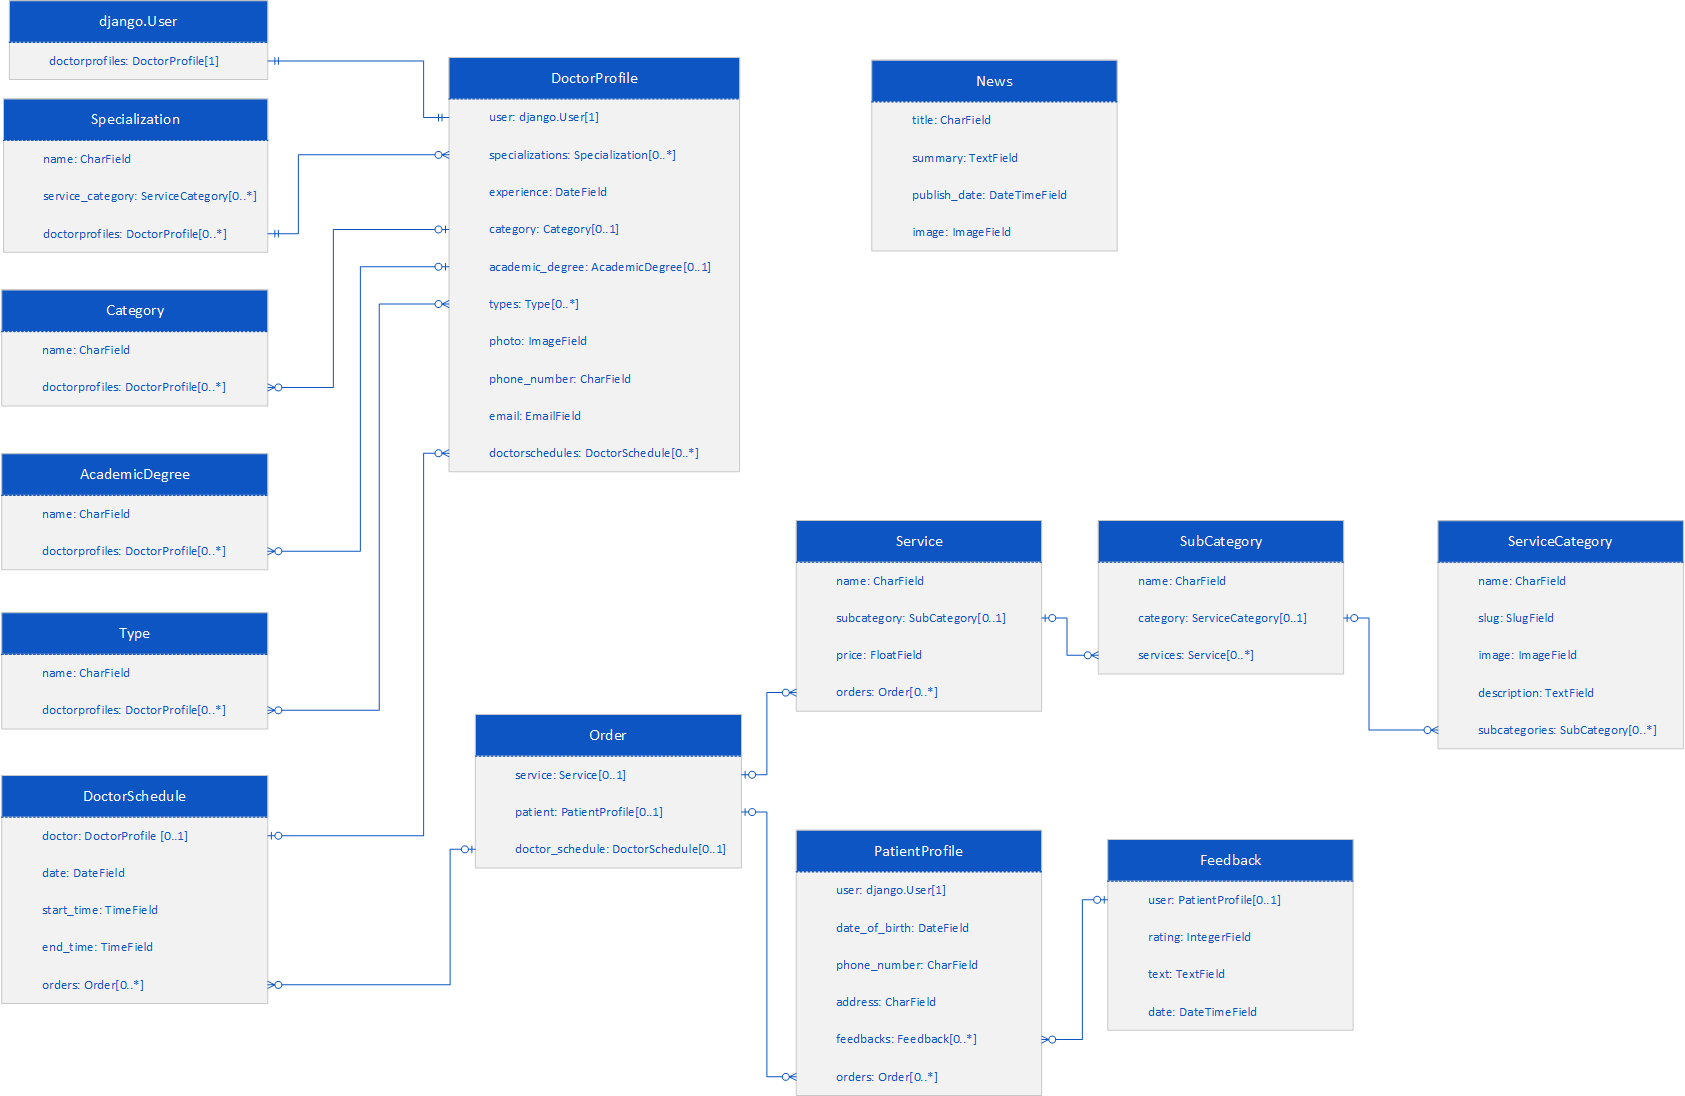 django.User
doctorprofiles: DoctorProfile[1]
Specialization
name: CharField
service_category: ServiceCategory[0..*]
doctorprofiles: DoctorProfile[0..*]
Category
name: CharField
doctorprofiles: DoctorProfile[0..*]
AcademicDegree
name: CharField
doctorprofiles: DoctorProfile[0..*]
Type
name: CharField
doctorprofiles: DoctorProfile[0..*]
DoctorSchedule
doctor: DoctorProfile [0..1]
date: DateField
start_time: TimeField
end_time: TimeField
orders: Order[0..*]
DoctorProfile
user: django.User[1]
specializations: Specialization[0..*]
experience: DateField
category: Category[0..1]
academic_degree: AcademicDegree[0..1]
types: Type[0..*]
photo: ImageField
phone_number: CharField
email: EmailField
doctorschedules: DoctorSchedule[0..*]
News
title: CharField
summary: TextField
publish_date: DateTimeField
image: ImageField
Order
service: Service[0..1]
patient: PatientProfile[0..1]
doctor_schedule: DoctorSchedule[0..1]
Service
name: CharField
subcategory: SubCategory[0..1]
price: FloatField
orders: Order[0..*]
SubCategory
name: CharField
category: ServiceCategory[0..1]
services: Service[0..*]
ServiceCategory
name: CharField
slug: SlugField
image: ImageField
description: TextField
subcategories: SubCategory[0..*]
PatientProfile
user: django.User[1]
date_of_birth: DateField
phone_number: CharField
address: CharField
feedbacks: Feedback[0..*]
orders: Order[0..*]
Feedback
user: PatientProfile[0..1]
rating: IntegerField
text: TextField
date: DateTimeField